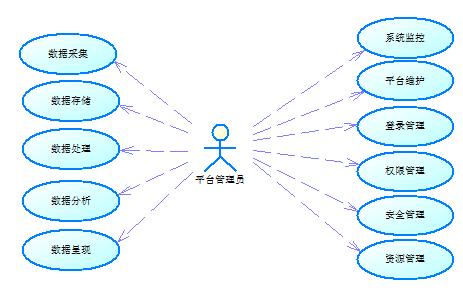 数据采集
数据存储
数据处理
数据分析
数据呈现
平台管理员
系统监控
平台维护
登录管理
权限管理
安全管理
资源管理